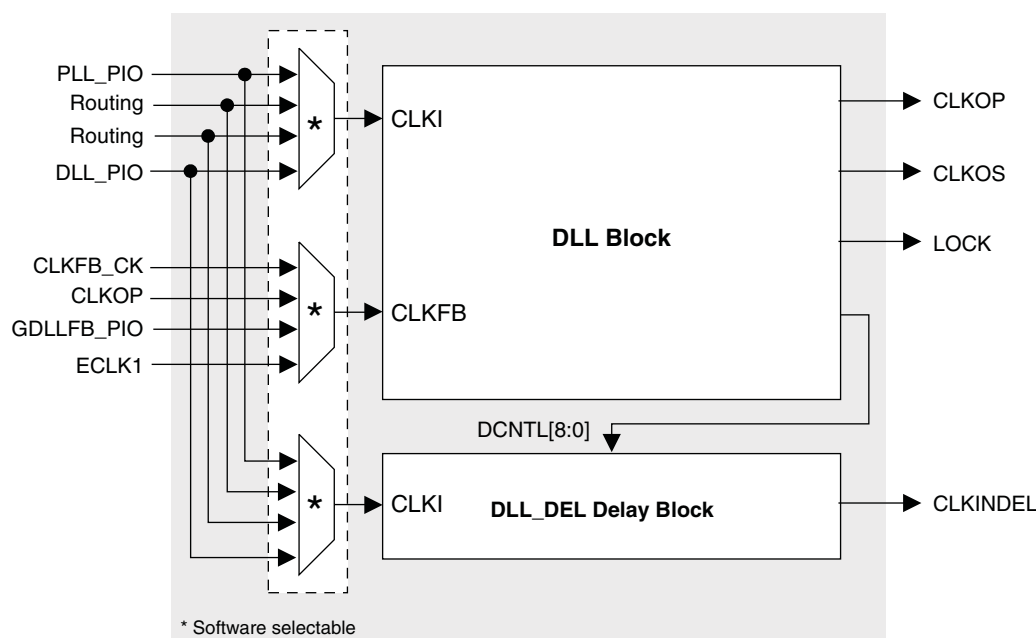 PLL_PIO
Routing
Routing
DLL_PIO
*
CLKI
CLKFB_CK
CLKOP
GDLLFB_PIO
ECLK1
*
CLKFB
DLL Block
CLKOP
CLKOS
LOCK
DCNTL[8:0]
*
CLKI
DLL_DEL Delay Block
CLKINDEL
* Software selectable